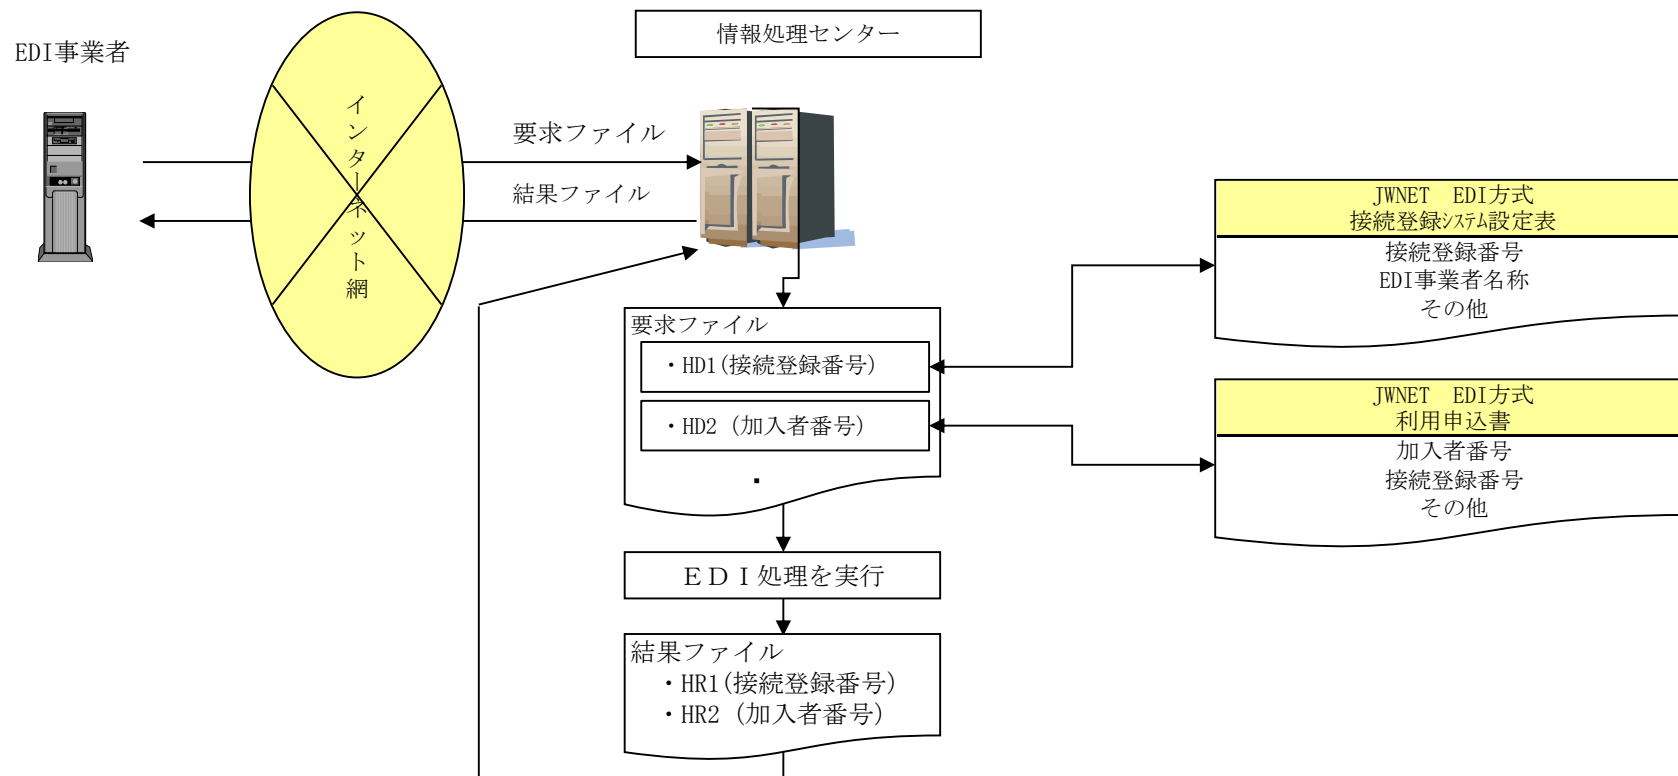 情報処理センター
EDI事業者
インターネット網
要求ファイル
結果ファイル
JWNET　EDI方式
接続登録ｼｽﾃﾑ設定表
接続登録番号
EDI事業者名称
その他
要求ファイル
・HD1(接続登録番号)
・HD2 (加入者番号)
・
JWNET　EDI方式
利用申込書
加入者番号
接続登録番号
その他
ＥＤＩ処理を実行
結果ファイル
・HR1(接続登録番号)
・HR2 (加入者番号)